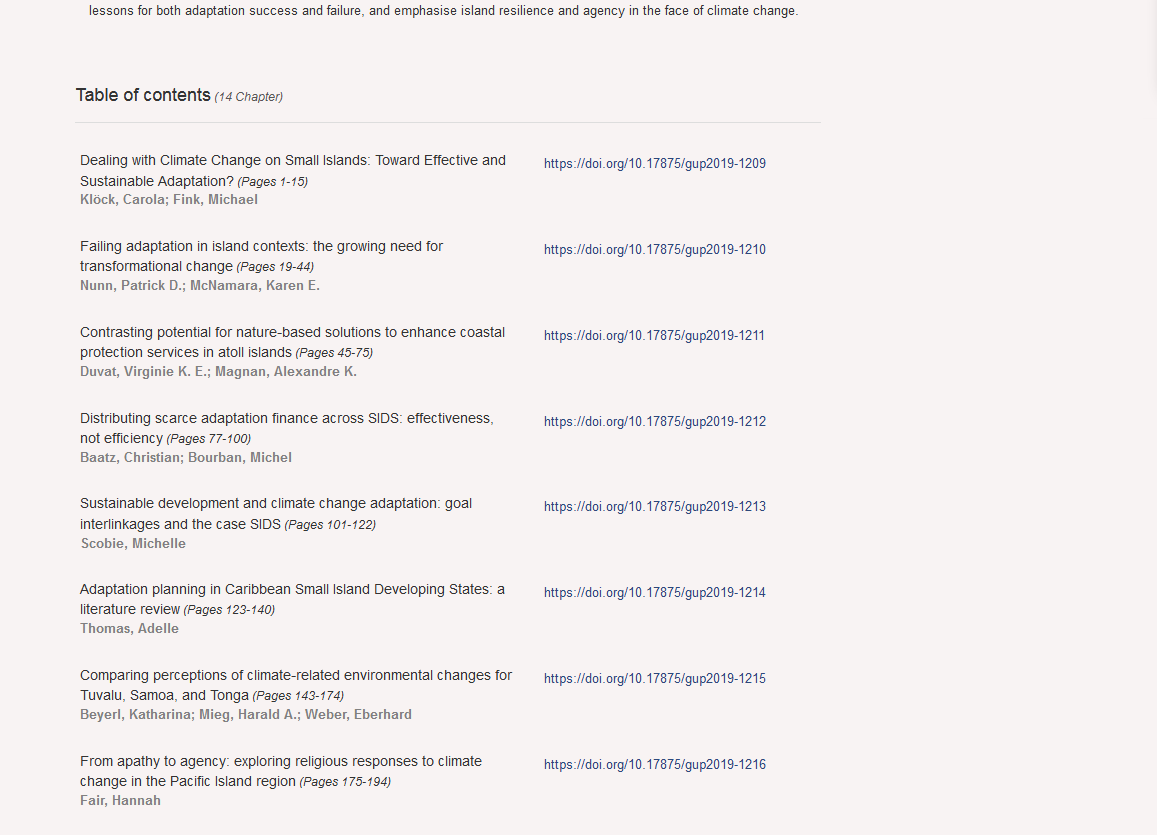 lessons for both adaptation success and failure, and emphasise island resilience and agency in the face of climate change.
Table of contents (14 Chapter)
Dealing with Climate Change on Small Islands: Toward Effective and
Sustainable Adaptation? (Pages 1-15)
Klöck, Carola; Fink, Michael
https://doi.org/10.17875/gup2019-1209
Failing adaptation in island contexts: the growing need for
transformational change (Pages 19-44)
Nunn, Patrick D.; McNamara, Karen E.
https://doi.org/10.17875/gup2019-1210
Contrasting potential for nature-based solutions to enhance coastal
protection services in atoll islands (Pages 45-75)
Duvat, Virginie K. E.; Magnan, Alexandre K.
https://doi.org/10.17875/gup2019-1211
Distributing scarce adaptation finance across SIDS: effectiveness,
not efficiency (Pages 77-100)
Baatz, Christian; Bourban, Michel
https://doi.org/10.17875/gup2019-1212
Sustainable development and climate change adaptation: goal
interlinkages and the case SIDS (Pages 101-122)
Scobie, Michelle
https://doi.org/10.17875/gup2019-1213
Adaptation planning in Caribbean Small Island Developing States: a
literature review (Pages 123-140)
Thomas, Adelle
https://doi.org/10.17875/gup2019-1214
Comparing perceptions of climate-related environmental changes for
Tuvalu, Samoa, and Tonga (Pages 143-174)
Beyerl, Katharina; Mieg, Harald A.; Weber, Eberhard
https://doi.org/10.17875/gup2019-1215
From apathy to agency: exploring religious responses to climate
change in the Pacific Island region (Pages 175-194)
Fair, Hannah
https://doi.org/10.17875/gup2019-1216